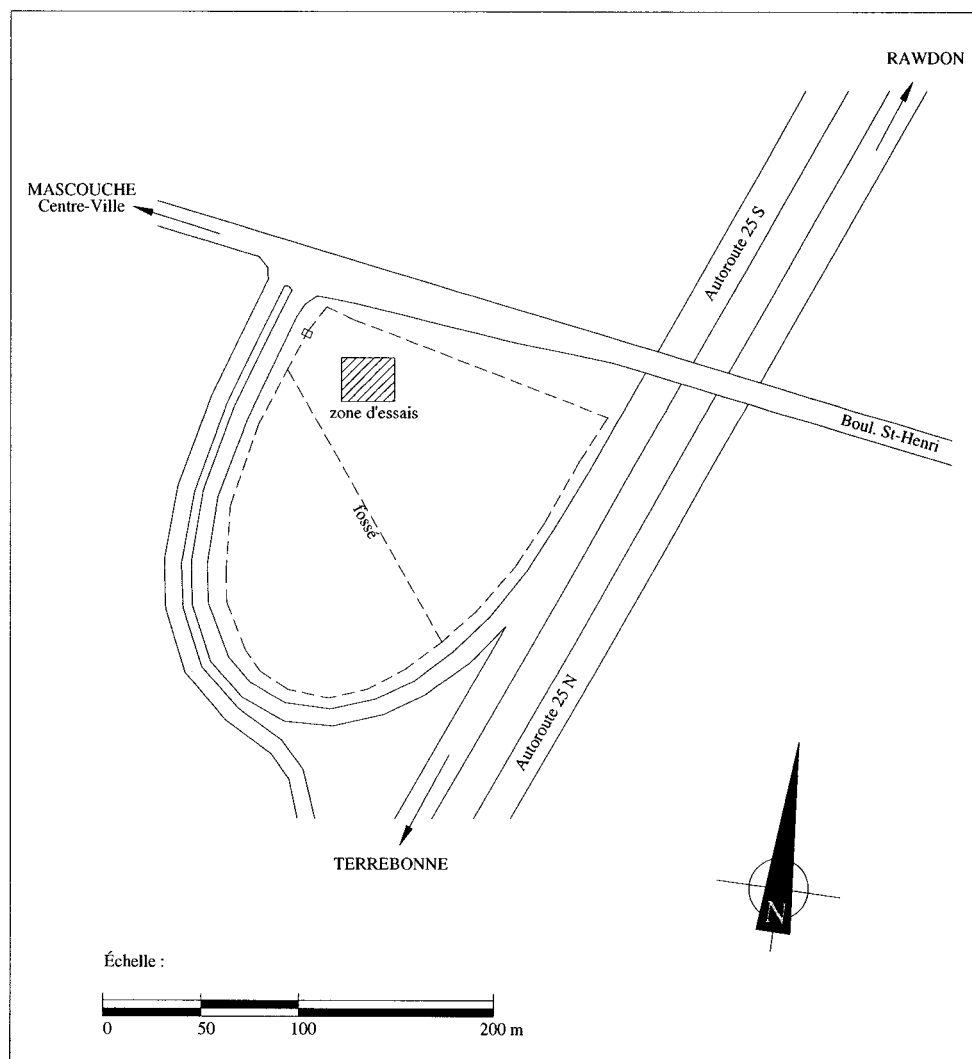 RAWDON
MASCOUCHE
Centre-Ville
Autoroute 25 S
zone d'essais
Boul. St-Henri
fossé
Autoroute 25 N
TERREBONNE
N
Échelle :
0 50 100 200 m